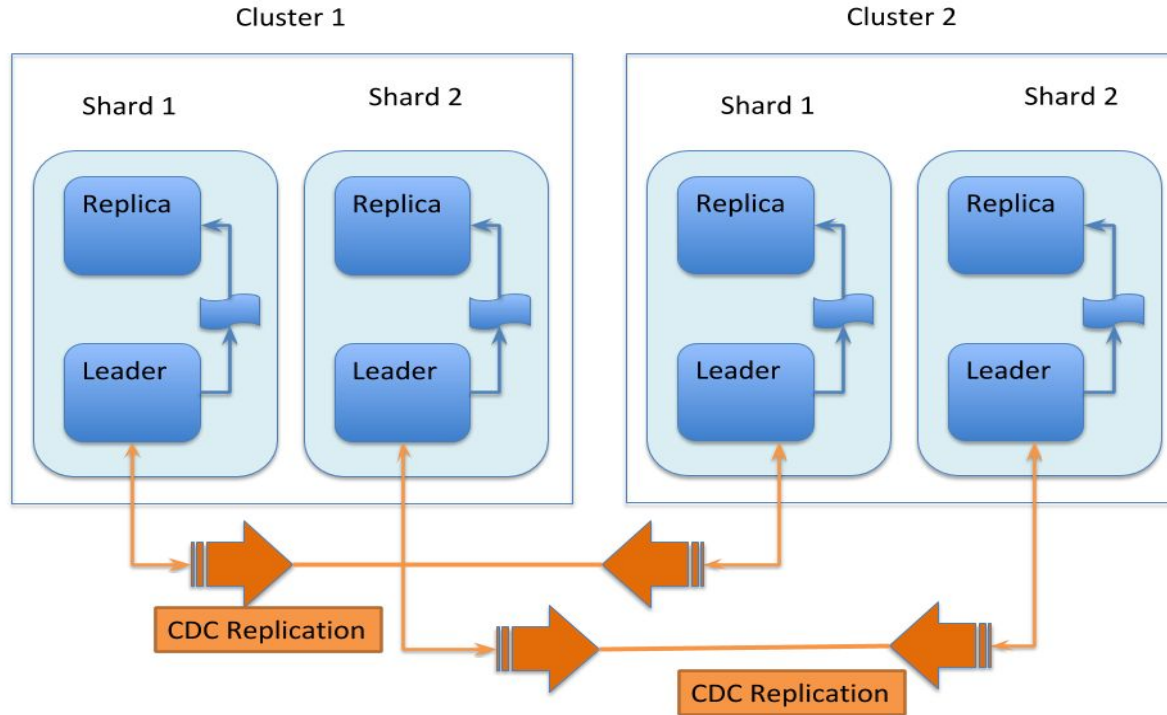 Cluster 1
Cluster 2
Shard 1
Shard 2
Shard 1
Shard 2
Replica
Replica
Replica
Replica
Leader
Leader
Leader
Leader
CDC Replication
CDC Replication